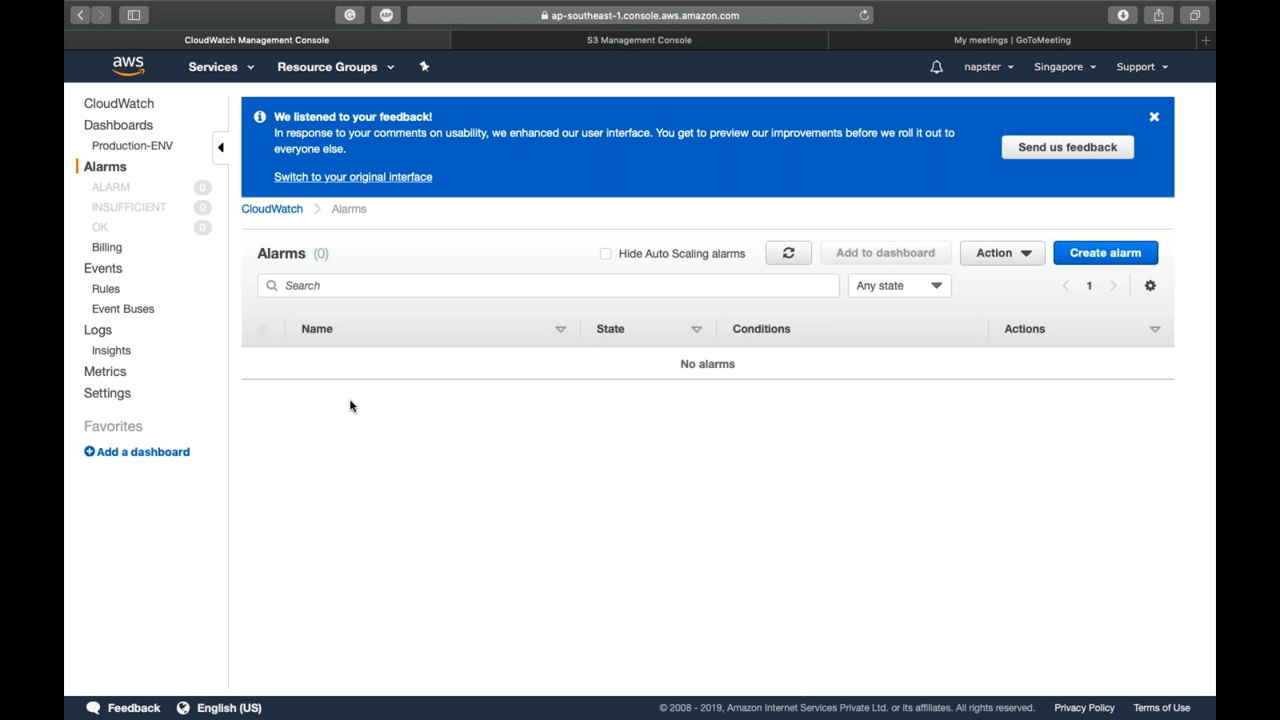 ap-southeast-1.console.aws.amazon.com
CloudWatch Management Console
S3 Management Console
My meetings | GoToMeeting
aws
Services
Resource Groups
napster
Singapore
Support
CloudWatch
Dashboards
Production-ENV
Alarms
ALARM 0
INSUFFICIENT 0
OK 0
Billing
Events
Rules
Event Buses
Logs
Insights
Metrics
Settings
Favorites
Add a dashboard
We listened to your feedback!
In response to your comments on usability, we enhanced our user interface. You get to preview our improvements before we roll it out to
everyone else.
Switch to your original interface
Send us feedback
CloudWatch > Alarms
Alarms (0)
Hide Auto Scaling alarms
Add to dashboard
Action
Create alarm
Search
Any state
1
Name
State
Conditions
Actions
No alarms
Feedback
English (US)
© 2008 - 2019, Amazon Internet Services Private Ltd. or its affiliates. All rights reserved.
Privacy Policy
Terms of Use